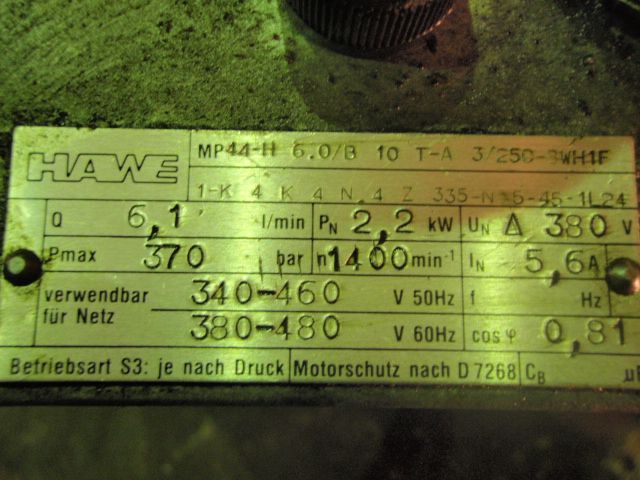 HAWE
MP44-H 6.0/B 10 T-A 3/250-3WH1F
1-K 4 K 4 N 4 Z 335-N 5-45-1L24
Q 6,1 l/min PN 2,2 kW UN Δ 380 V
Pmax 370 bar n 1400 min-1 IN 5,6 A
verwendbar für Netz
340-460 V 50Hz f Hz
380-480 V 60Hz cos φ 0,81
Betriebsart S3: je nach Druck Motorschutz nach D 7268 CB µF